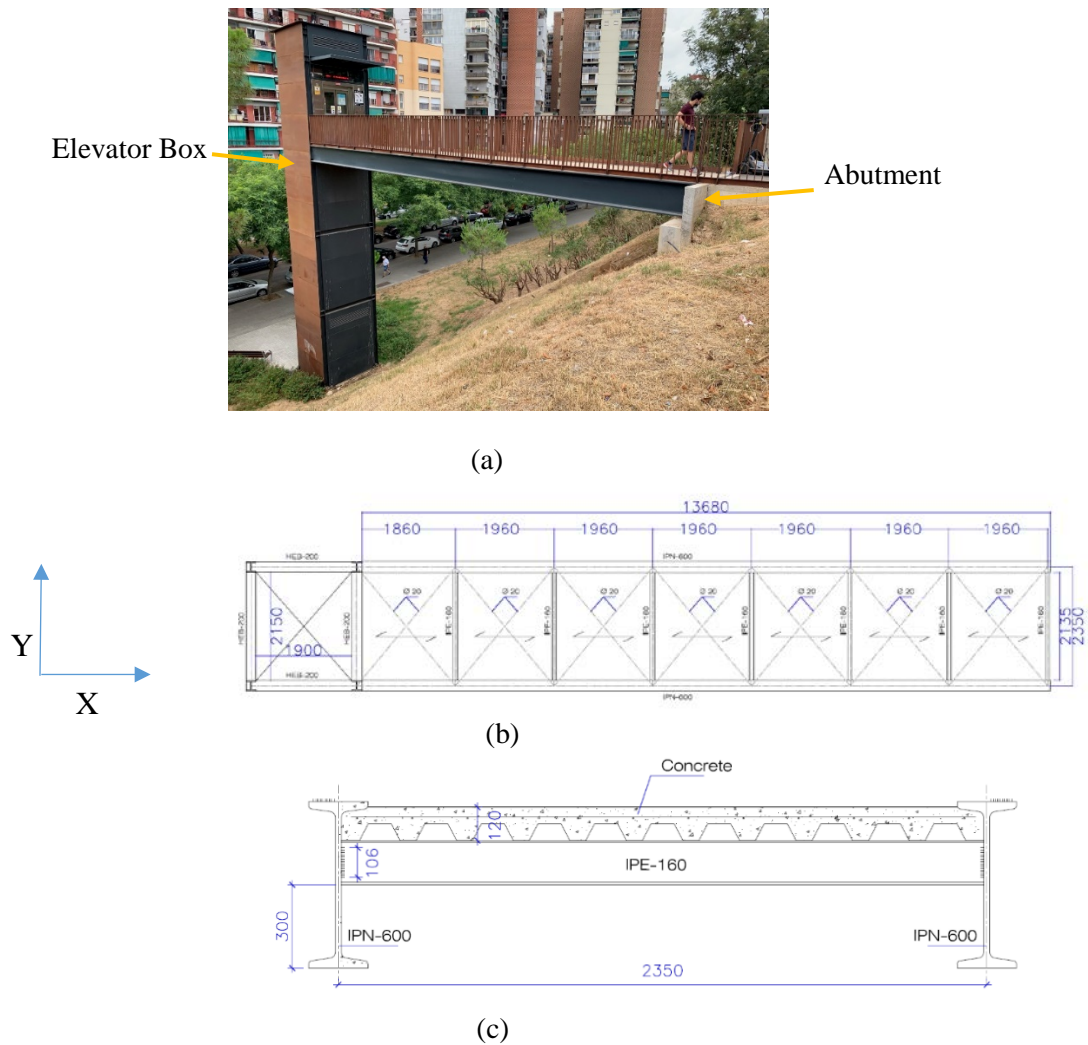 Elevator Box
Abutment
(a)
13680
1860 1960 1960 1960 1960 1960 1960
HEB-200 IPN-600
Ø 20 Ø 20 Ø 20 Ø 20 Ø 20 Ø 20 Ø 20
HEB-200 2150 HEB-200 IPE-160 IPE-160 IPE-160 IPE-160 IPE-160 IPE-160 IPE-160 2135 2350
1900
HEB-200
IPN-600
Y
X
(b)
Concrete
120
106
IPE-160
300
IPN-600 IPN-600
2350
(c)